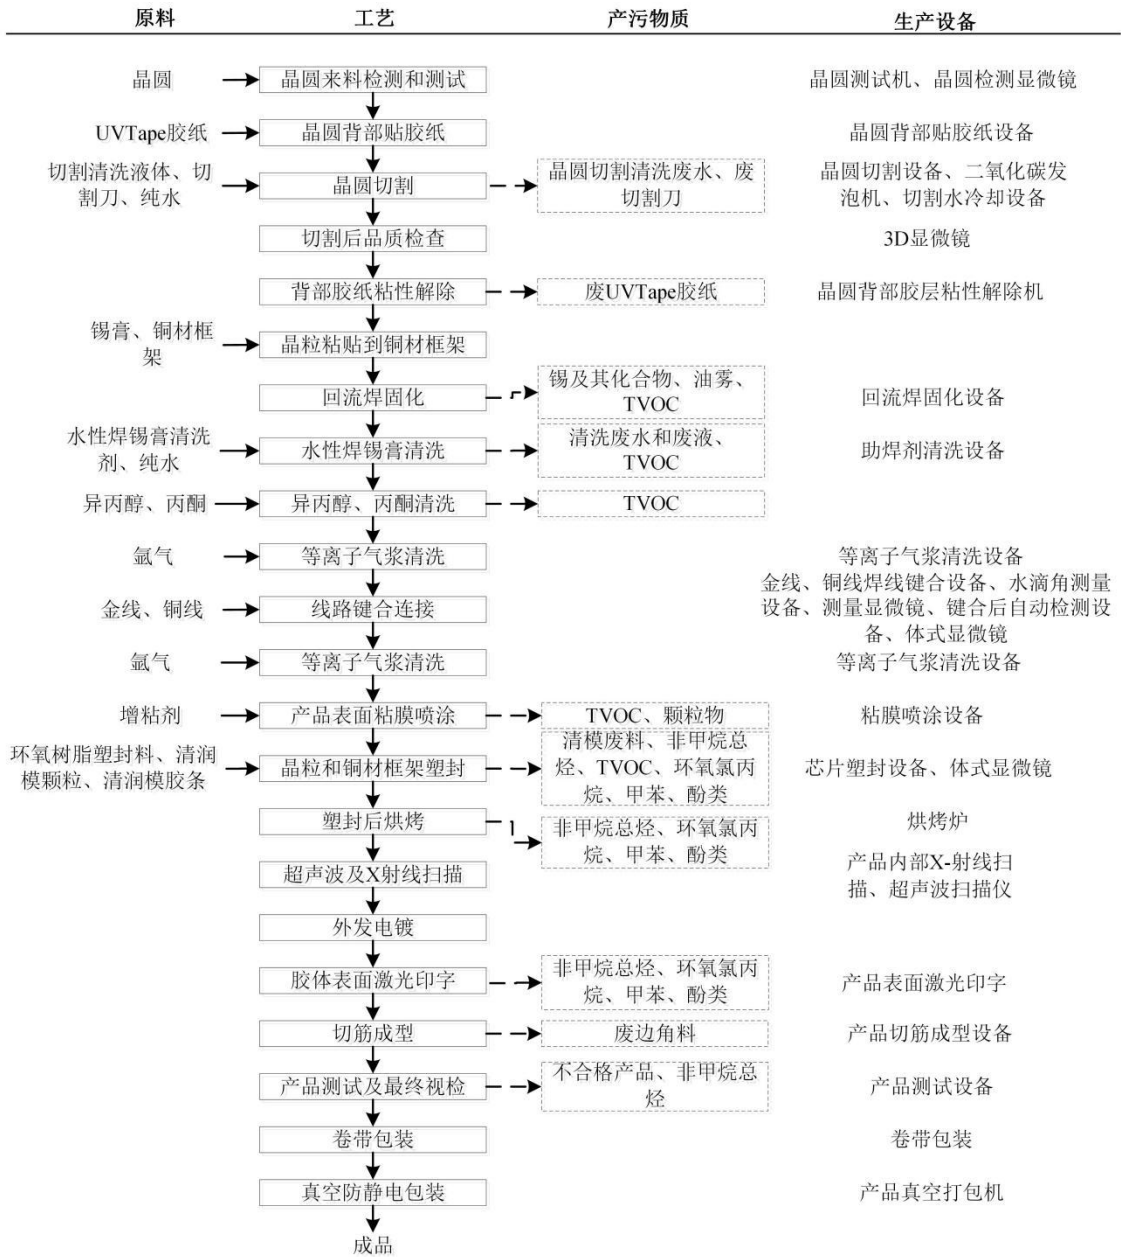 原料 工艺 产污物质 生产设备
晶圆 晶圆来料检测和测试 晶圆测试机、晶圆检测显微镜
UVTape胶纸 晶圆背部贴胶纸 晶圆背部贴胶纸设备
切割清洗液体、切
割刀、纯水
晶圆切割
晶圆切割清洗废水、废
切割刀
晶圆切割设备、二氧化碳发
泡机、切割水冷却设备
切割后品质检查 3D显微镜
背部胶纸粘性解除 废UVTape胶纸 晶圆背部胶层粘性解除机
锡膏、铜材框
架
晶粒粘贴到铜材框架
回流焊固化
锡及其化合物、油雾、
TVOC
回流焊固化设备
水性焊锡膏清洗
剂、纯水
水性焊锡膏清洗
清洗废水和废液、
TVOC
助焊剂清洗设备
异丙醇、丙酮 异丙醇、丙酮清洗 TVOC
氩气 等离子气浆清洗 等离子气浆清洗设备
金线、铜线 线路键合连接
金线、铜线焊线键合设备、水滴角测量
设备、测量显微镜、键合后自动检测设
备、体式显微镜
氩气 等离子气浆清洗 等离子气浆清洗设备
增粘剂 产品表面粘膜喷涂 TVOC、颗粒物 粘膜喷涂设备
环氧树脂塑封料、清润
模颗粒、清润模胶条
晶粒和铜材框架塑封
清模废料、非甲烷总
烃、TVOC、环氧氯丙
烷、甲苯、酚类
芯片塑封设备、体式显微镜
塑封后烘烤
非甲烷总烃、环氧氯丙
烷、甲苯、酚类
烘烤炉
超声波及X射线扫描
产品内部X-射线扫
描、超声波扫描仪
外发电镀
胶体表面激光印字
非甲烷总烃、环氧氯丙
烷、甲苯、酚类
产品表面激光印字
切筋成型 废边角料 产品切筋成型设备
产品测试及最终视检
不合格产品、非甲烷总
烃
产品测试设备
卷带包装 卷带包装
真空防静电包装 产品真空打包机
成品